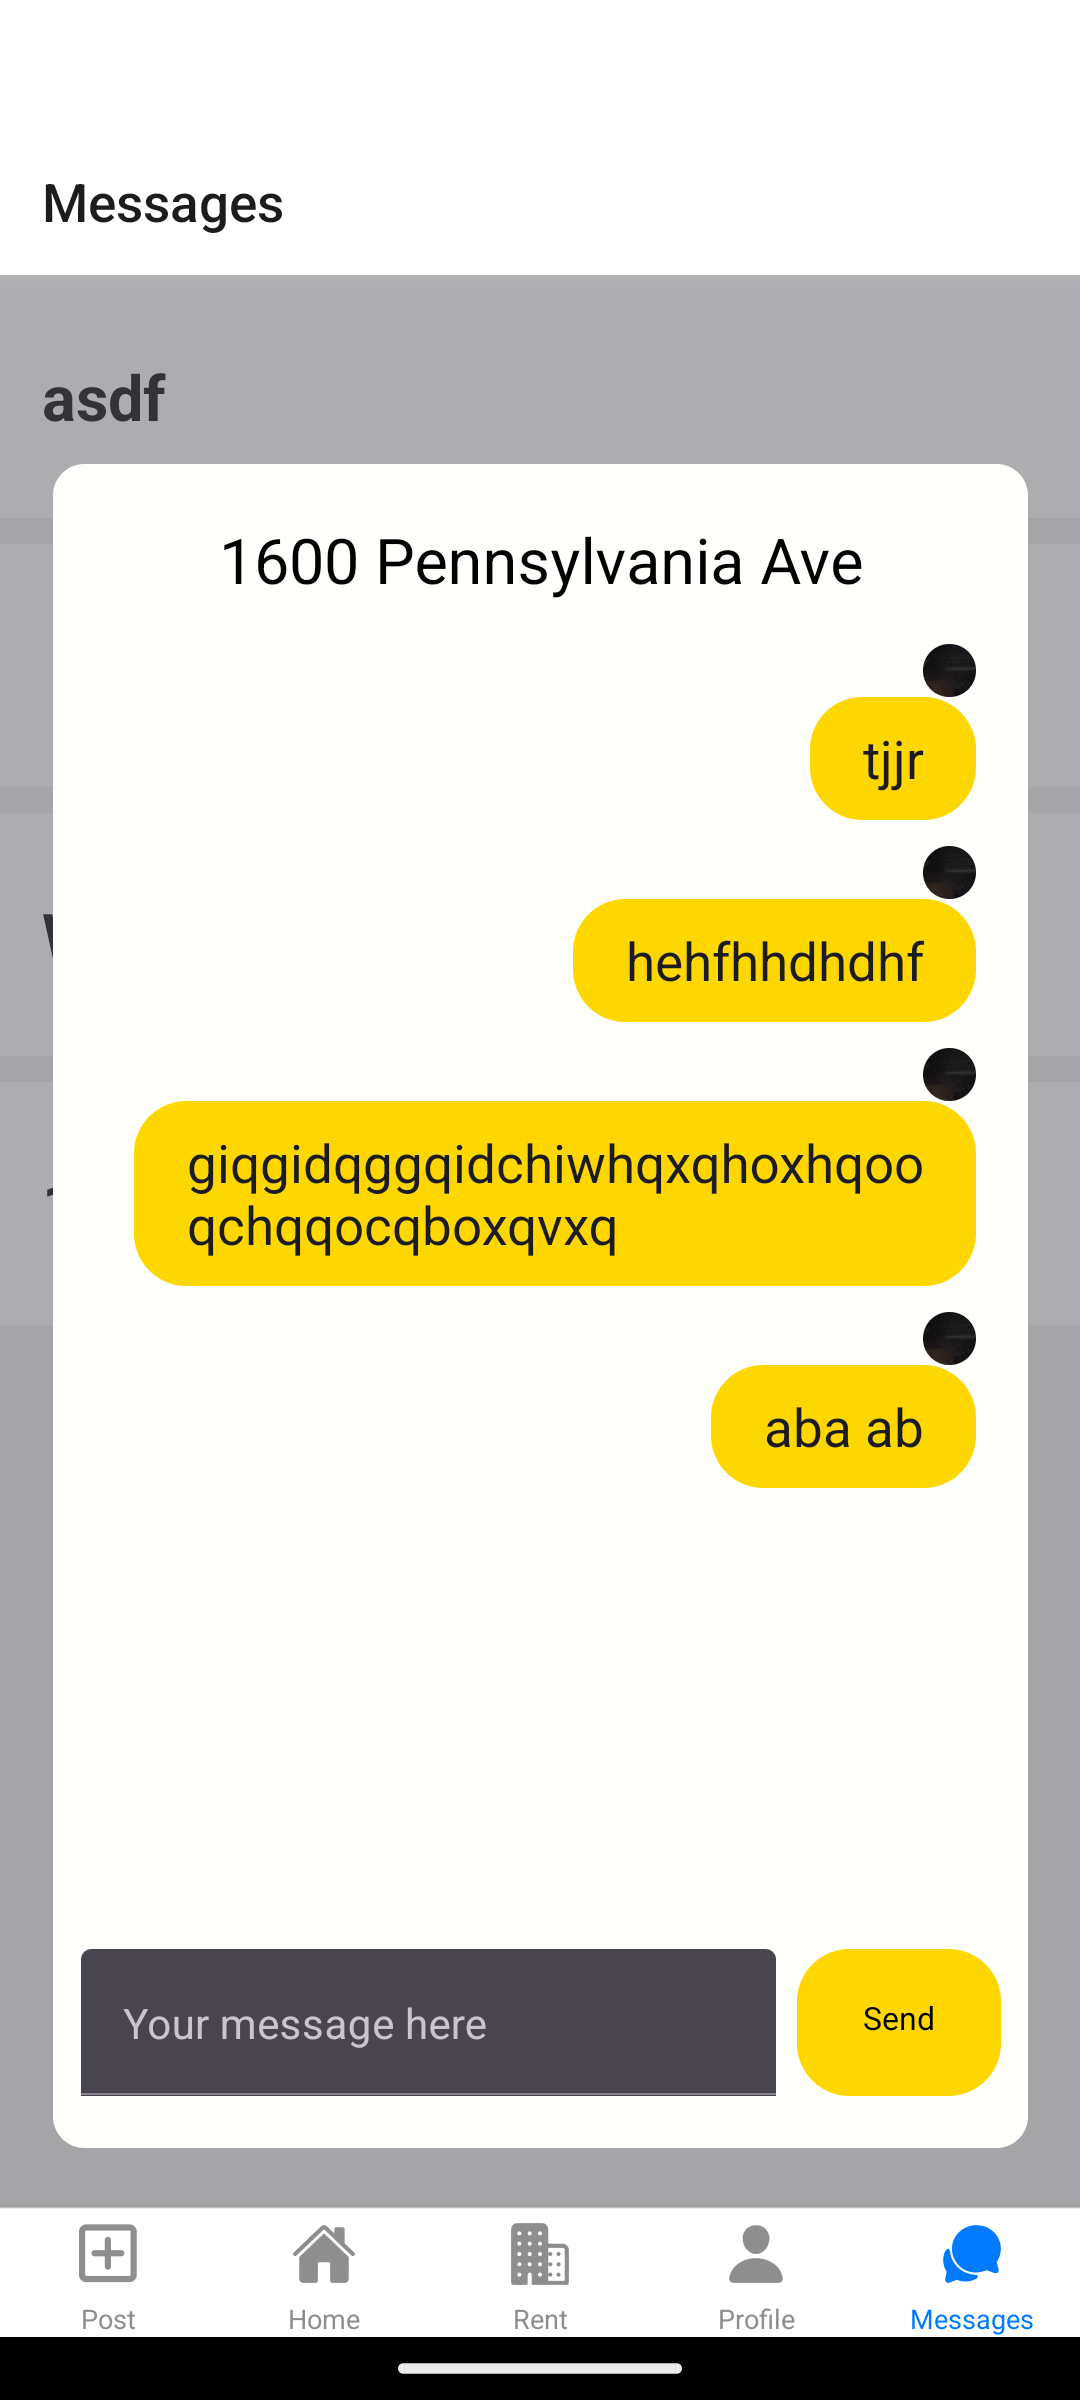 Messages
asdf
1600 Pennsylvania Ave
tjjr
hehfhhdhdhf
giqgidqggqidchiwhqxqhoxhqoo
qchqqocqboxqvxq
aba ab
Your message here
Send
Post
Home
Rent
Profile
Messages